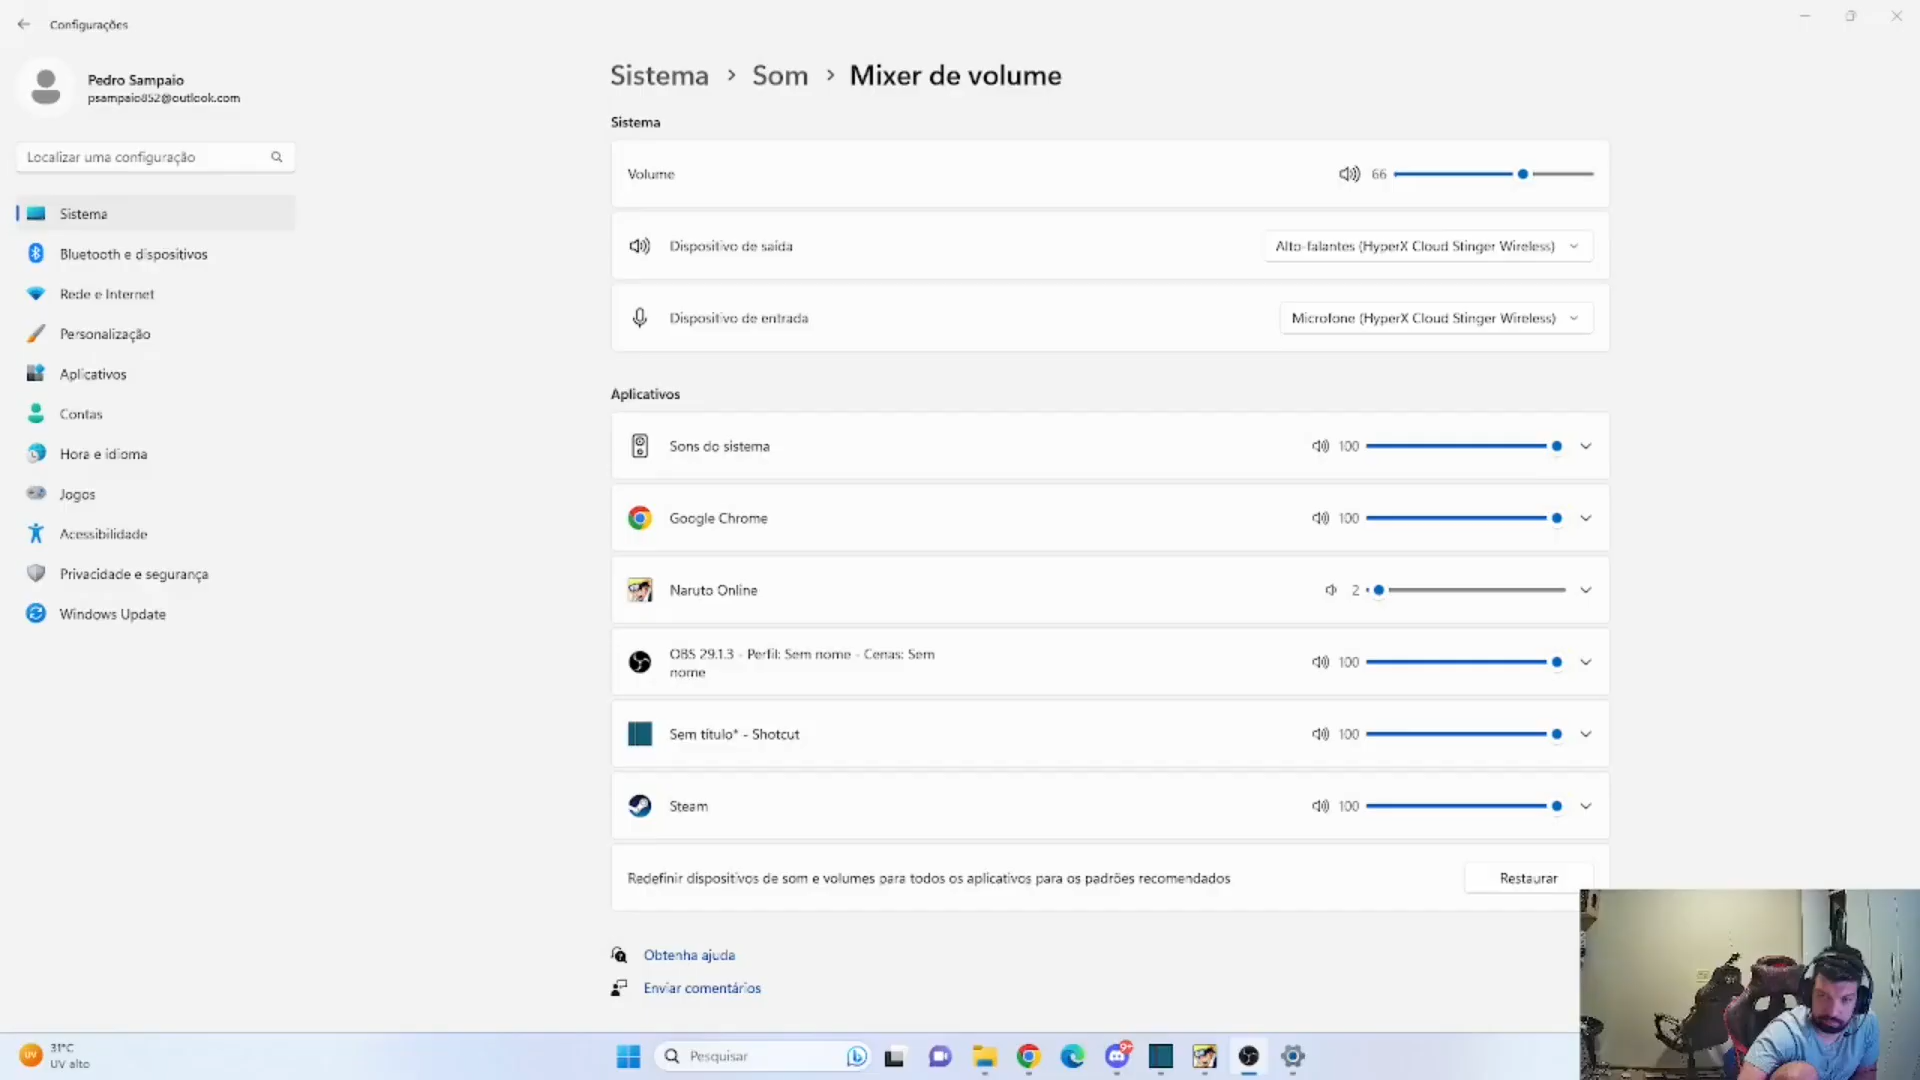 Configurações
Pedro Sampaio
psampaio852@outlook.com
Localizar uma configuração
Sistema
Bluetooth e dispositivos
Rede e Internet
Personalização
Aplicativos
Contas
Hora e idioma
Jogos
Acessibilidade
Privacidade e segurança
Windows Update
Sistema > Som > Mixer de volume
Sistema
Volume 66
Dispositivo de saída Alto-falantes (HyperX Cloud Stinger Wireless)
Dispositivo de entrada Microfone (HyperX Cloud Stinger Wireless)
Aplicativos
Sons do sistema 100
Google Chrome 100
Naruto Online 2
OBS 29.1.3 - Perfil: Sem nome - Cenas: Sem
nome 100
Sem título* - Shotcut 100
Steam 100
Redefinir dispositivos de som e volumes para todos os aplicativos para os padrões recomendados Restaurar
Obtenha ajuda
Enviar comentários
UV 31°C
UV alto
Pesquisar
9+